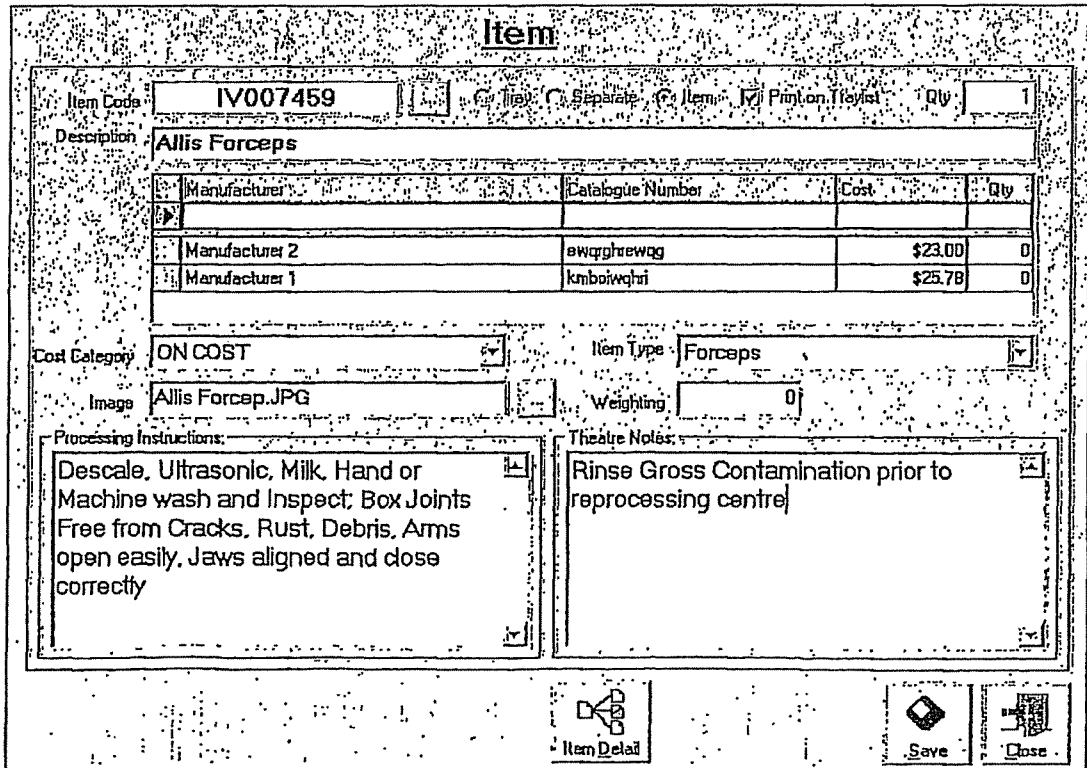 Item
Item Code IV007459 ... Tray Separate Item Print on Traylist Qty 1
Description Allis Forceps
Manufacturer Catalogue Number Cost Qty
Manufacturer 2 $23.00 0
Manufacturer 1 $25.78 0
Cost Category ON COST Item Type Forceps
Image Allis Forcep.JPG ... Weighting 0
Processing Instructions:
Descale, Ultrasonic, Milk, Hand or
Machine wash and Inspect; Box Joints
Free from Cracks, Rust, Debris, Arms
open easily, Jaws aligned and close
correctly
Theatre Notes:
Rinse Gross Contamination prior to
reprocessing centre
Item Detail
Save
Close